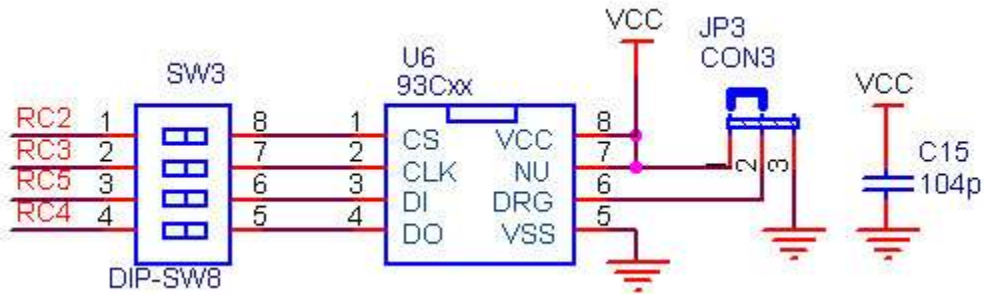 VCC
JP3
CON3
U6
93Cxx
SW3
VCC
RC2 1 8 1 CS VCC 8
RC3 2 7 2 CLK NU 7 1 2 3
RC5 3 6 3 DI DRG 6
RC4 4 5 4 DO VSS 5
C15
104p
DIP-SW8